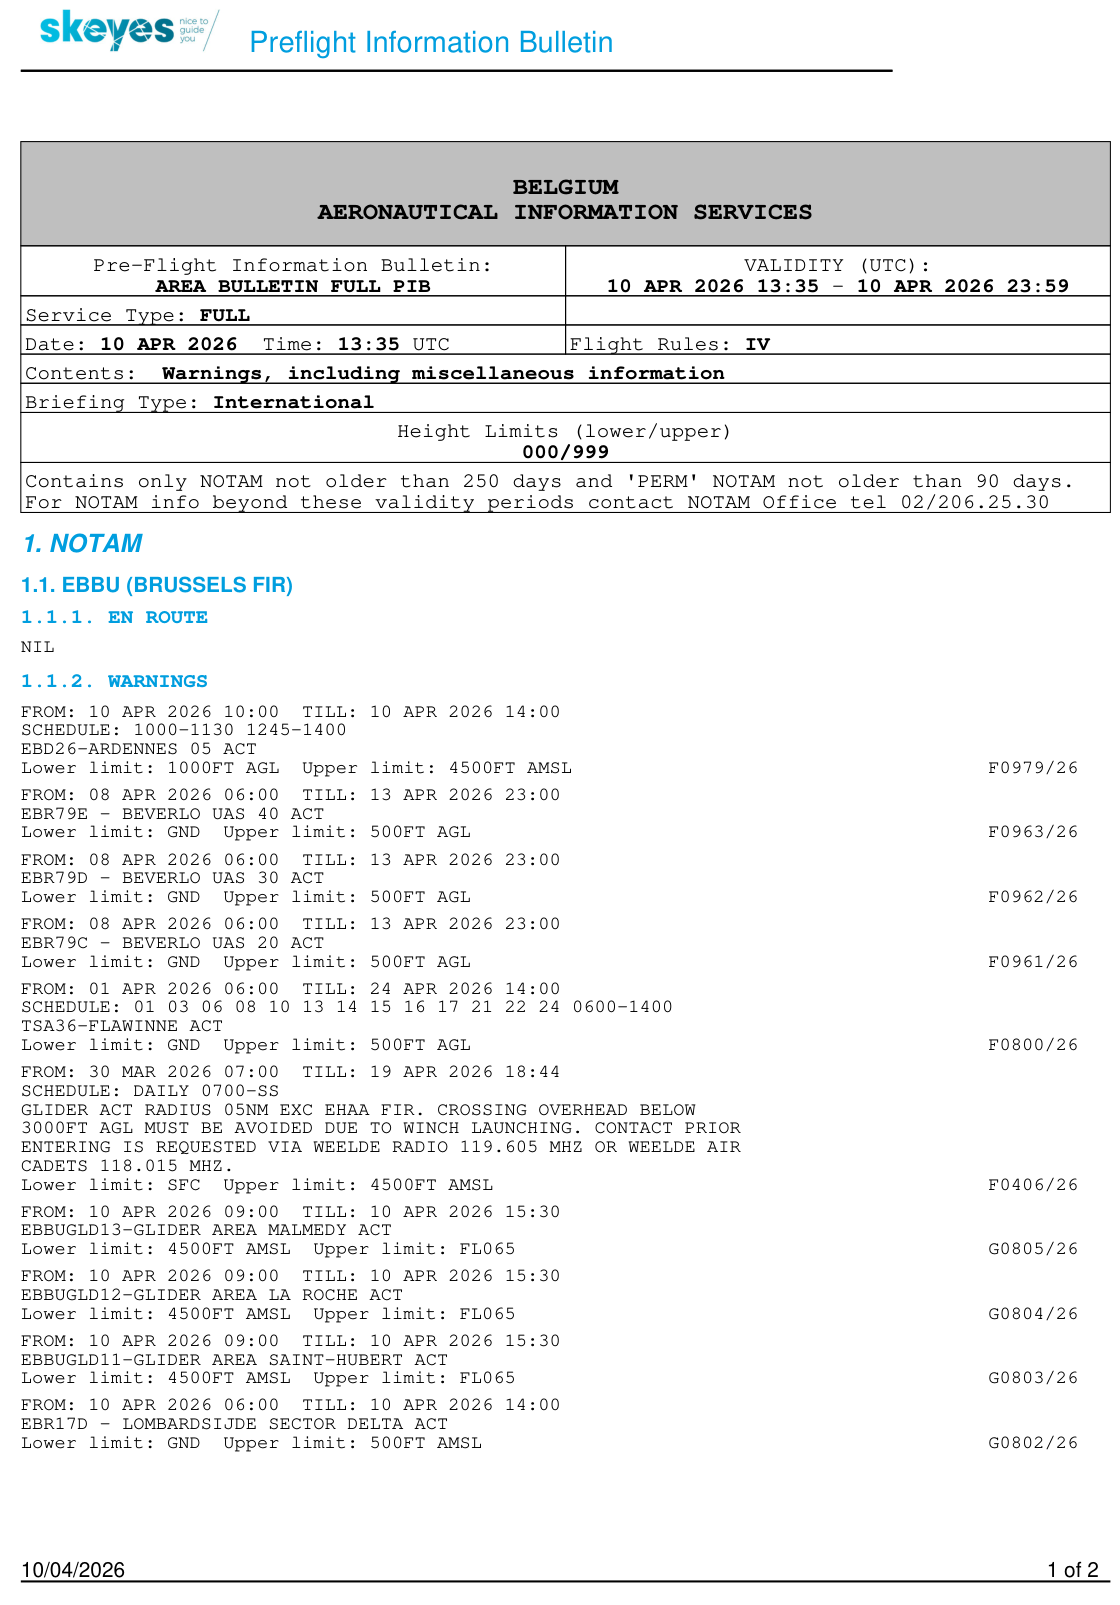 skeyes nice to guide you
Preflight Information Bulletin
BELGIUM
AERONAUTICAL INFORMATION SERVICES
Pre-Flight Information Bulletin:
AREA BULLETIN FULL PIB
VALIDITY (UTC):
10 APR 2026 13:35 - 10 APR 2026 23:59
Service Type: FULL
Date: 10 APR 2026  Time: 13:35 UTC
Flight Rules: IV
Contents:  Warnings, including miscellaneous information
Briefing Type: International
Height Limits (lower/upper)
000/999
Contains only NOTAM not older than 250 days and 'PERM' NOTAM not older than 90 days.
For NOTAM info beyond these validity periods contact NOTAM Office tel 02/206.25.30
1. NOTAM
1.1. EBBU (BRUSSELS FIR)
1.1.1. EN ROUTE
NIL
1.1.2. WARNINGS
FROM: 10 APR 2026 10:00  TILL: 10 APR 2026 14:00
SCHEDULE: 1000-1130 1245-1400
EBD26-ARDENNES 05 ACT
Lower limit: 1000FT AGL  Upper limit: 4500FT AMSL F0979/26
FROM: 08 APR 2026 06:00  TILL: 13 APR 2026 23:00
EBR79E - BEVERLO UAS 40 ACT
Lower limit: GND  Upper limit: 500FT AGL F0963/26
FROM: 08 APR 2026 06:00  TILL: 13 APR 2026 23:00
EBR79D - BEVERLO UAS 30 ACT
Lower limit: GND  Upper limit: 500FT AGL F0962/26
FROM: 08 APR 2026 06:00  TILL: 13 APR 2026 23:00
EBR79C - BEVERLO UAS 20 ACT
Lower limit: GND  Upper limit: 500FT AGL F0961/26
FROM: 01 APR 2026 06:00  TILL: 24 APR 2026 14:00
SCHEDULE: 01 03 06 08 10 13 14 15 16 17 21 22 24 0600-1400
TSA36-FLAWINNE ACT
Lower limit: GND  Upper limit: 500FT AGL F0800/26
FROM: 30 MAR 2026 07:00  TILL: 19 APR 2026 18:44
SCHEDULE: DAILY 0700-SS
GLIDER ACT RADIUS 05NM EXC EHAA FIR. CROSSING OVERHEAD BELOW
3000FT AGL MUST BE AVOIDED DUE TO WINCH LAUNCHING. CONTACT PRIOR
ENTERING IS REQUESTED VIA WEELDE RADIO 119.605 MHZ OR WEELDE AIR
CADETS 118.015 MHZ.
Lower limit: SFC  Upper limit: 4500FT AMSL F0406/26
FROM: 10 APR 2026 09:00  TILL: 10 APR 2026 15:30
EBBUGLD13-GLIDER AREA MALMEDY ACT
Lower limit: 4500FT AMSL  Upper limit: FL065 G0805/26
FROM: 10 APR 2026 09:00  TILL: 10 APR 2026 15:30
EBBUGLD12-GLIDER AREA LA ROCHE ACT
Lower limit: 4500FT AMSL  Upper limit: FL065 G0804/26
FROM: 10 APR 2026 09:00  TILL: 10 APR 2026 15:30
EBBUGLD11-GLIDER AREA SAINT-HUBERT ACT
Lower limit: 4500FT AMSL  Upper limit: FL065 G0803/26
FROM: 10 APR 2026 06:00  TILL: 10 APR 2026 14:00
EBR17D - LOMBARDSIJDE SECTOR DELTA ACT
Lower limit: GND  Upper limit: 500FT AMSL G0802/26
10/04/2026 1 of 2